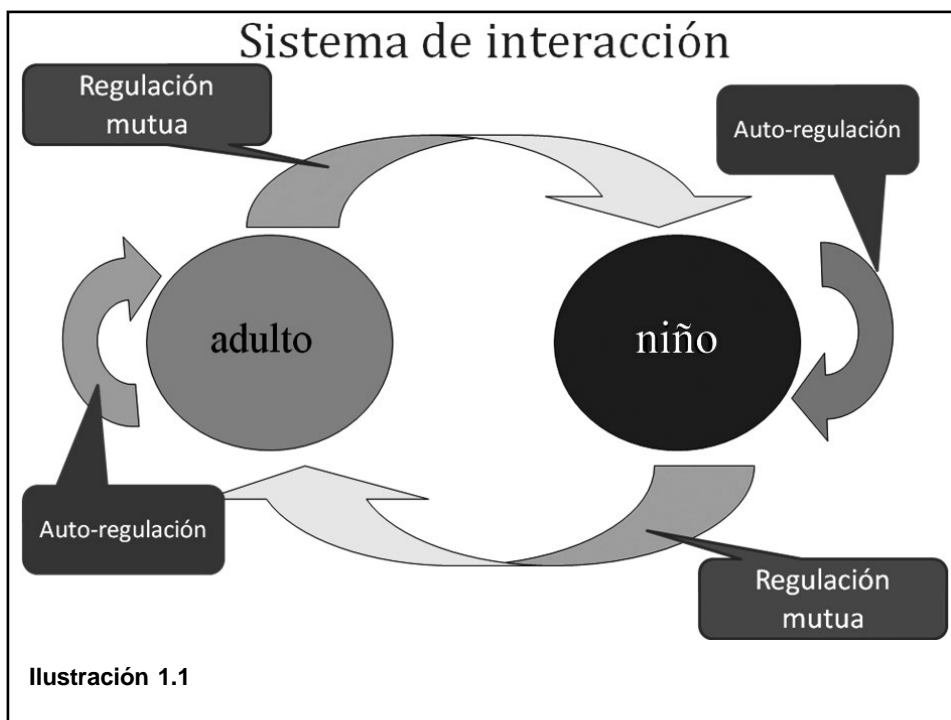 Sistema de interacción
Regulación
mutua
Auto-regulación
adulto
niño
Auto-regulación
Regulación
mutua
Ilustración 1.1